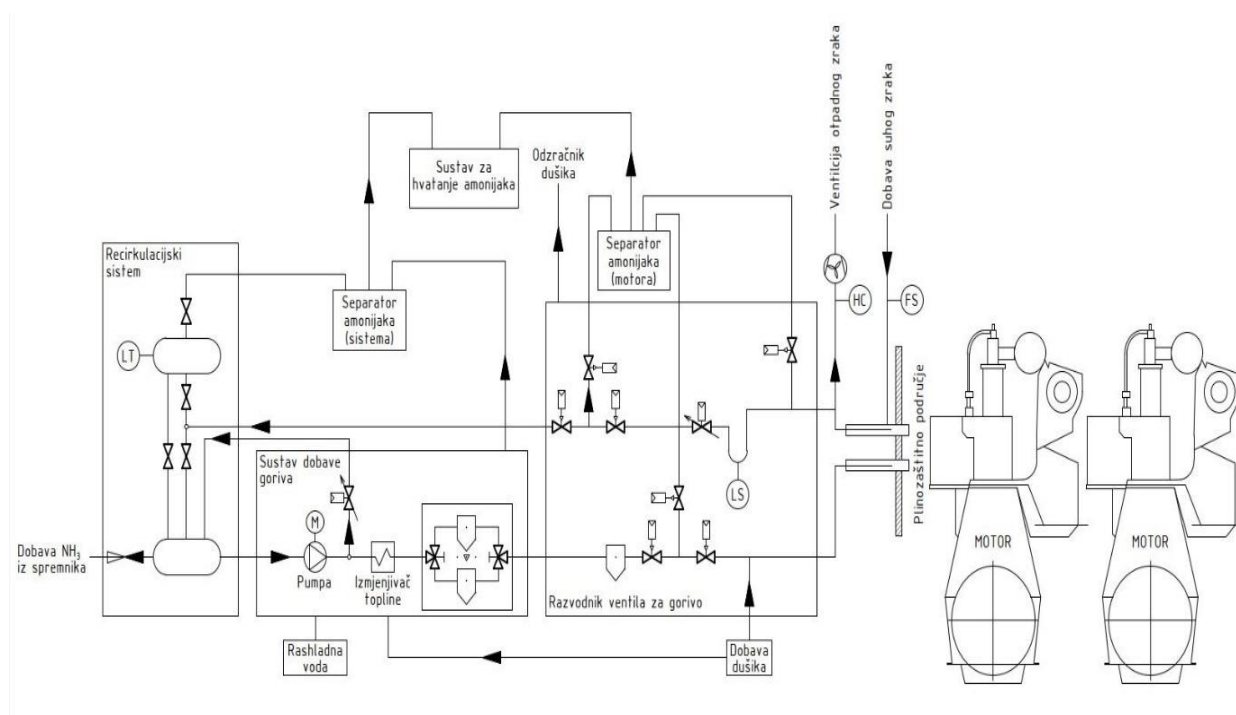 Ventilcija otpadnog zraka
Dobava suhog zraka
Sustav za
hvatanje amonijaka
Odzračnik
dušika
Recirkulacijski
sistem
Separator
amonijaka
(sistema)
Separator
amonijaka
(motora)
HC
FS
LT
Plinozaštitno područje
Sustav dobave
goriva
M
LS
Dobava NH₃
iz spremnika
Pumpa
Izmjenjivač
topline
Razvodnik ventila za gorivo
MOTOR
MOTOR
Rashladna
voda
Dobava
dušika